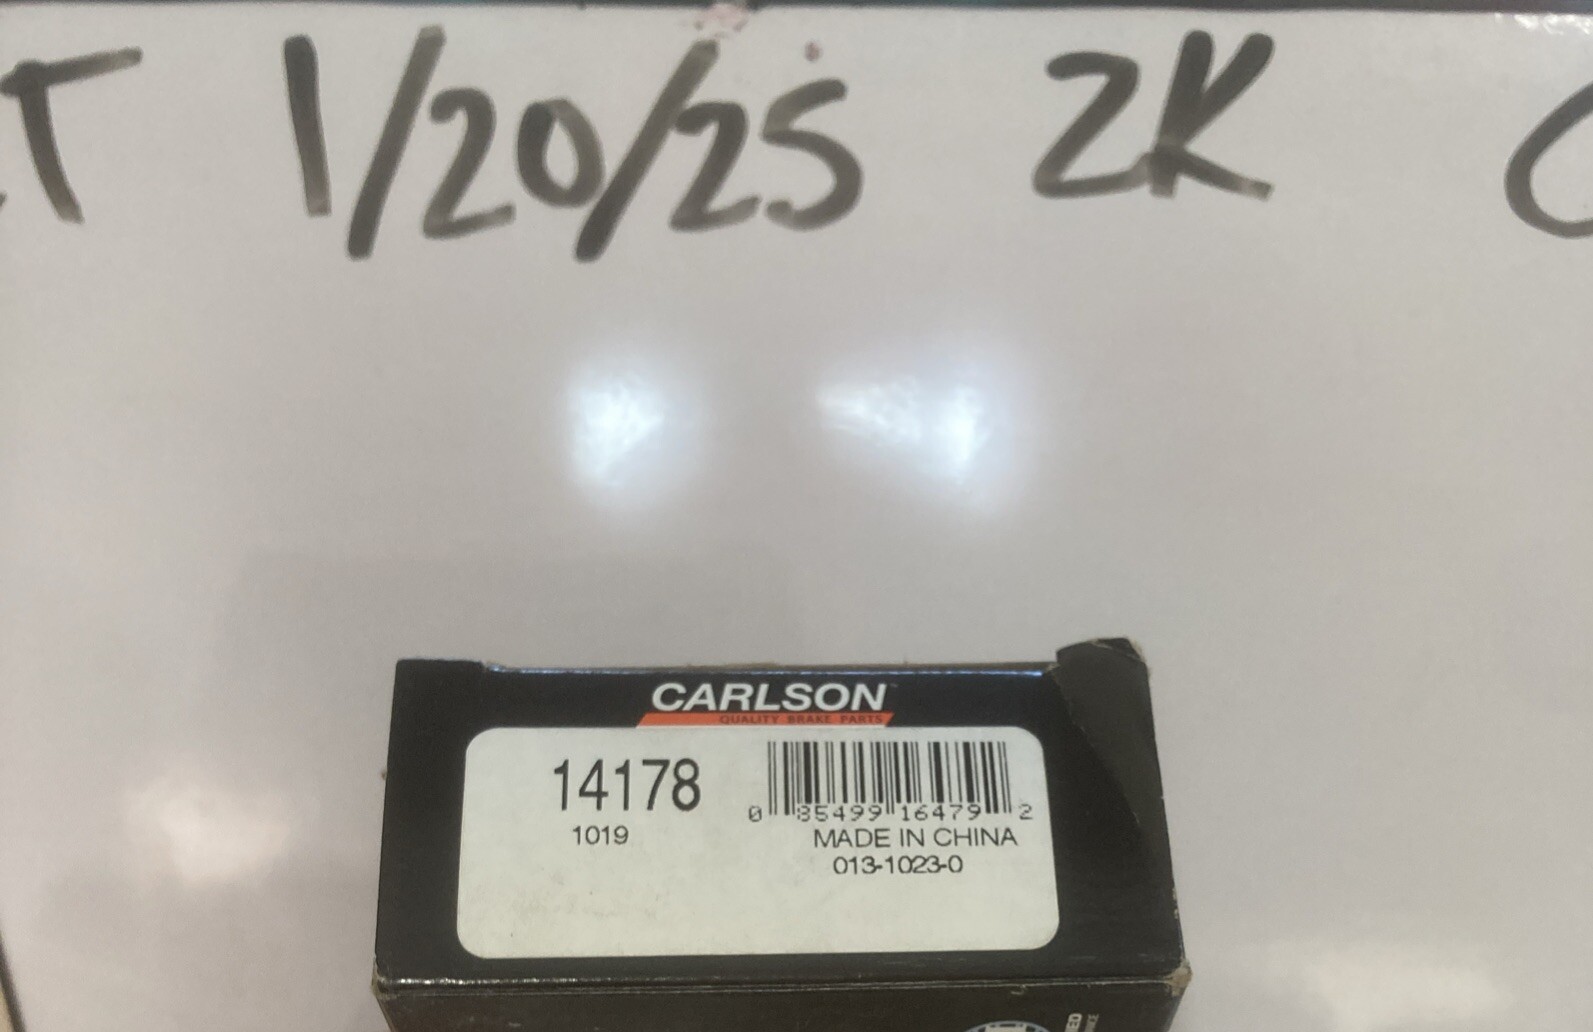 T 1/20/25 2K
CARLSON
QUALITY BRAKE PARTS
14178
0 85499 16479 2
1019
MADE IN CHINA
013-1023-0